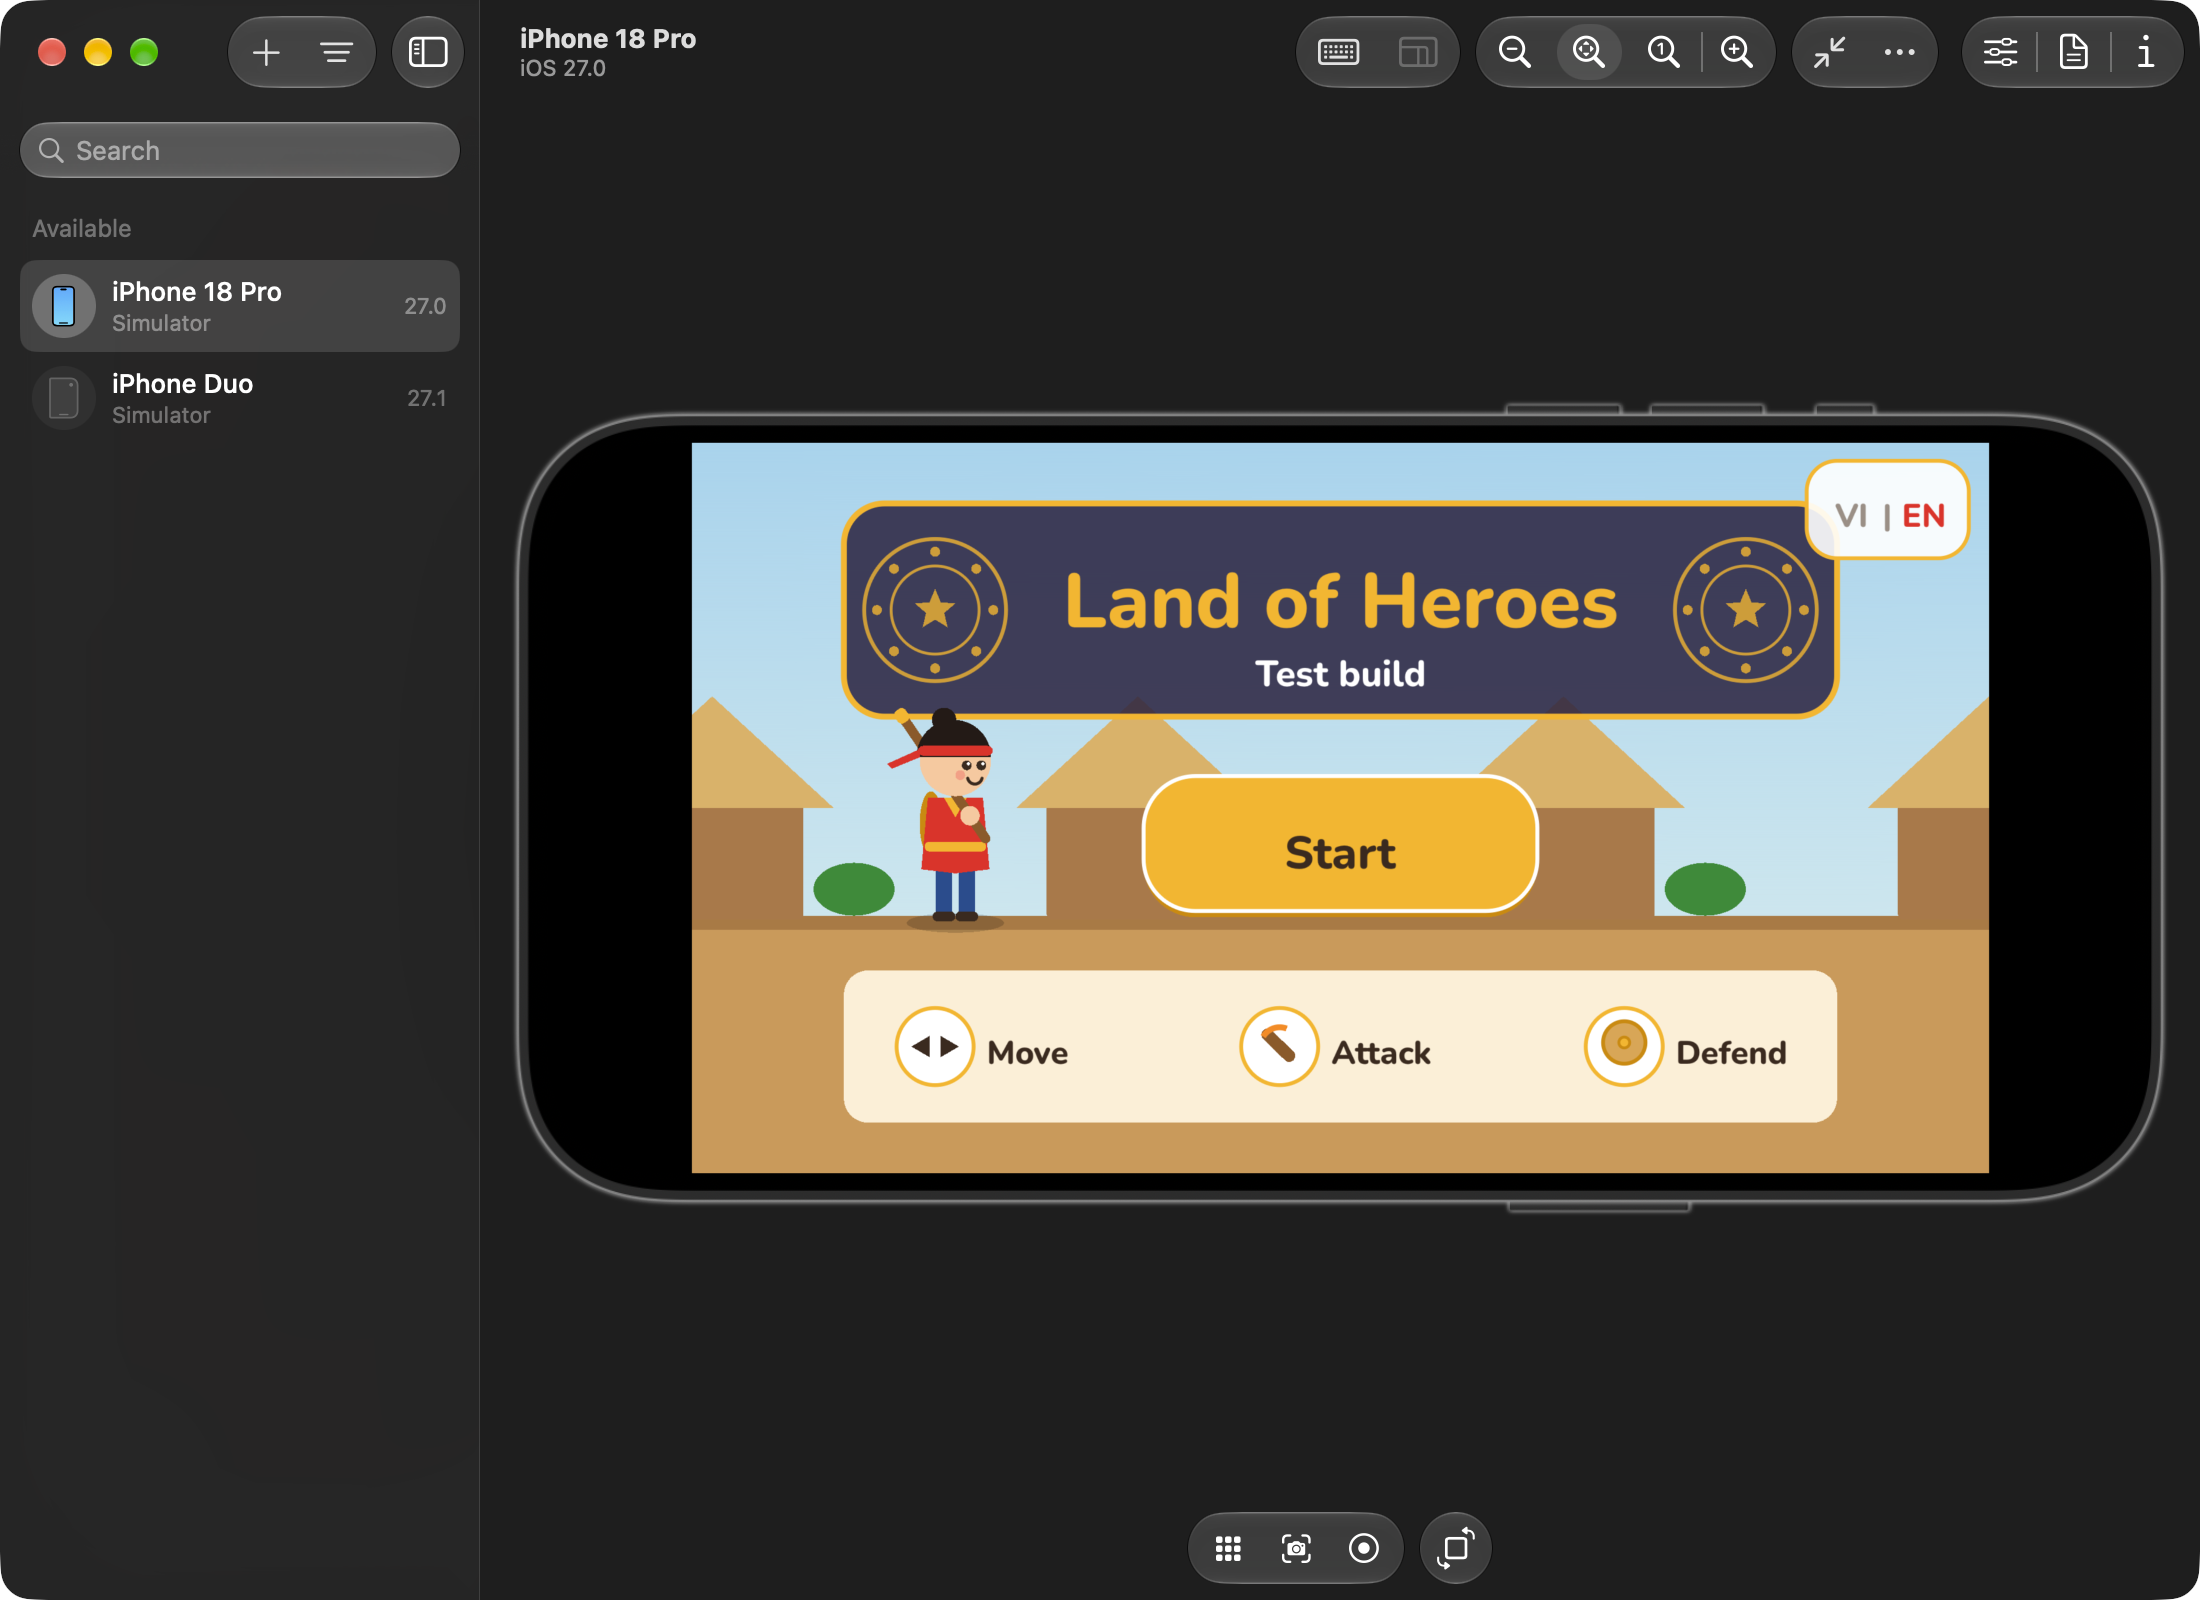 iPhone 18 Pro
iOS 27.0
Search
Available
iPhone 18 Pro
Simulator
27.0
iPhone Duo
Simulator
27.1
VI | EN
Land of Heroes
Test build
Start
Move
Attack
Defend